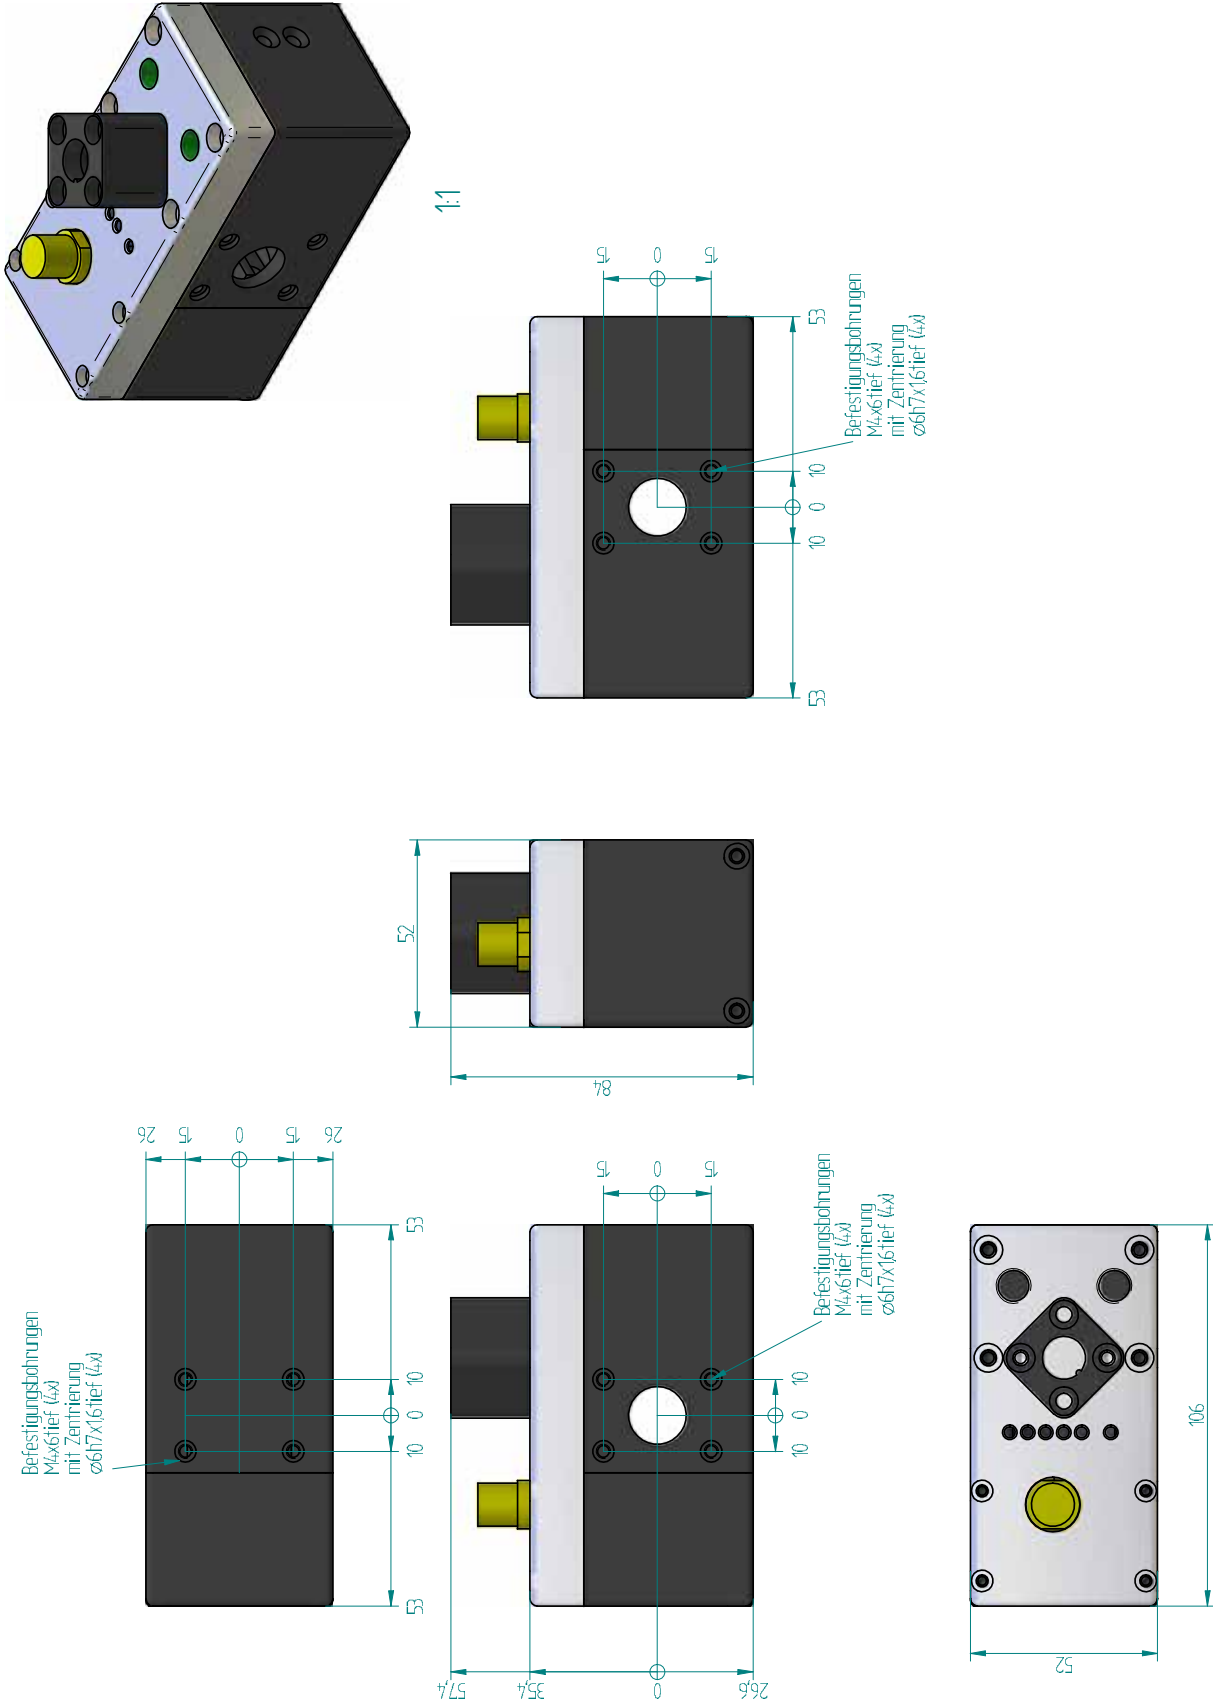 1:1
15
0
15
53
10
0
10
53
Befestigungsbohrungen
M4x6tief (4x)
mit Zentrierung
⌀6h7x1,6tief (4x)
52
84
26
15
0
15
26
53
10
0
10
53
Befestigungsbohrungen
M4x6tief (4x)
mit Zentrierung
⌀6h7x1,6tief (4x)
15
0
15
10
0
10
Befestigungsbohrungen
M4x6tief (4x)
mit Zentrierung
⌀6h7x1,6tief (4x)
57,4
35,4
0
26,6
106
52